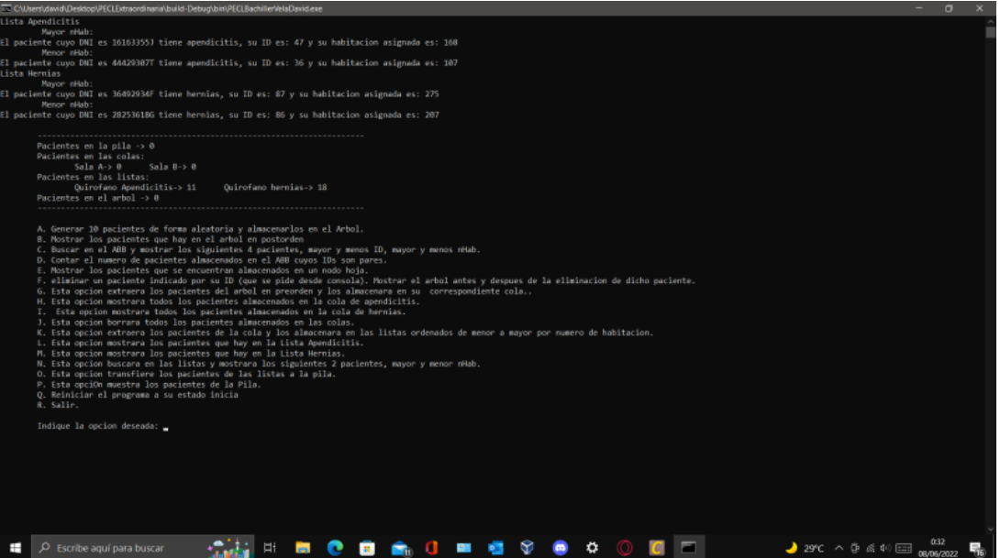 C:\Users\david\Desktop\PECLExtraordinaria\build-Debug\bin\PECLBachillerVelaDavid.exe
Lista Apendicitis
Mayor nHab:
El paciente cuyo DNI es 16163355J tiene apendicitis, su ID es: 47 y su habitacion asignada es: 160
Menor nHab:
El paciente cuyo DNI es 44429307T tiene apendicitis, su ID es: 36 y su habitacion asignada es: 107
Lista Hernias
Mayor nHab:
El paciente cuyo DNI es 36492934F tiene hernias, su ID es: 87 y su habitacion asignada es: 275
Menor nHab:
El paciente cuyo DNI es 28253618G tiene hernias, su ID es: 86 y su habitacion asignada es: 207
------------------------------------------------------------------------
Pacientes en la pila -> 0
Pacientes en las colas:
Sala A-> 0 Sala B-> 0
Pacientes en las listas:
Quirofano Apendicitis-> 11 Quirofano hernias-> 18
Pacientes en el arbol -> 0
------------------------------------------------------------------------
A. Generar 10 pacientes de forma aleatoria y almacenarlos en el Arbol.
B. Mostrar los pacientes que hay en el arbol en postorden
C. Buscar en el ABB y mostrar los siguientes 4 pacientes, mayor y menos ID, mayor y menos nHab.
D. Contar el numero de pacientes almacenados en el ABB cuyos IDs son pares.
E. Mostrar los pacientes que se encuentran almacenados en un nodo hoja.
F. eliminar un paciente indicado por su ID (que se pide desde consola). Mostrar el arbol antes y despues de la eliminacion de dicho paciente.
G. Esta opcion extraera los pacientes del arbol en preorden y los almacenara en su correspondiente cola..
H. Esta opcion mostrara todos los pacientes almacenados en la cola de apendicitis.
I. Esta opcion mostrara todos los pacientes almacenados en la cola de hernias.
J. Esta opcion borrara todos los pacientes almacenados en las colas.
K. Esta opcion extraera los pacientes de la cola y los almacenara en las listas ordenados de menor a mayor por numero de habitacion.
L. Esta opcion mostrara los pacientes que hay en la Lista Apendicitis.
M. Esta opcion mostrara los pacientes que hay en la Lista Hernias.
N. Esta opcion buscara en las listas y mostrara los siguientes 2 pacientes, mayor y menor nHab.
O. Esta opcion transfiere los pacientes de las listas a la pila.
P. Esta opciOn muestra los pacientes de la Pila.
Q. Reiniciar el programa a su estado inicia
R. Salir.
Indique la opcion deseada:
Escribe aquí para buscar
29°C
0:32
08/06/2022